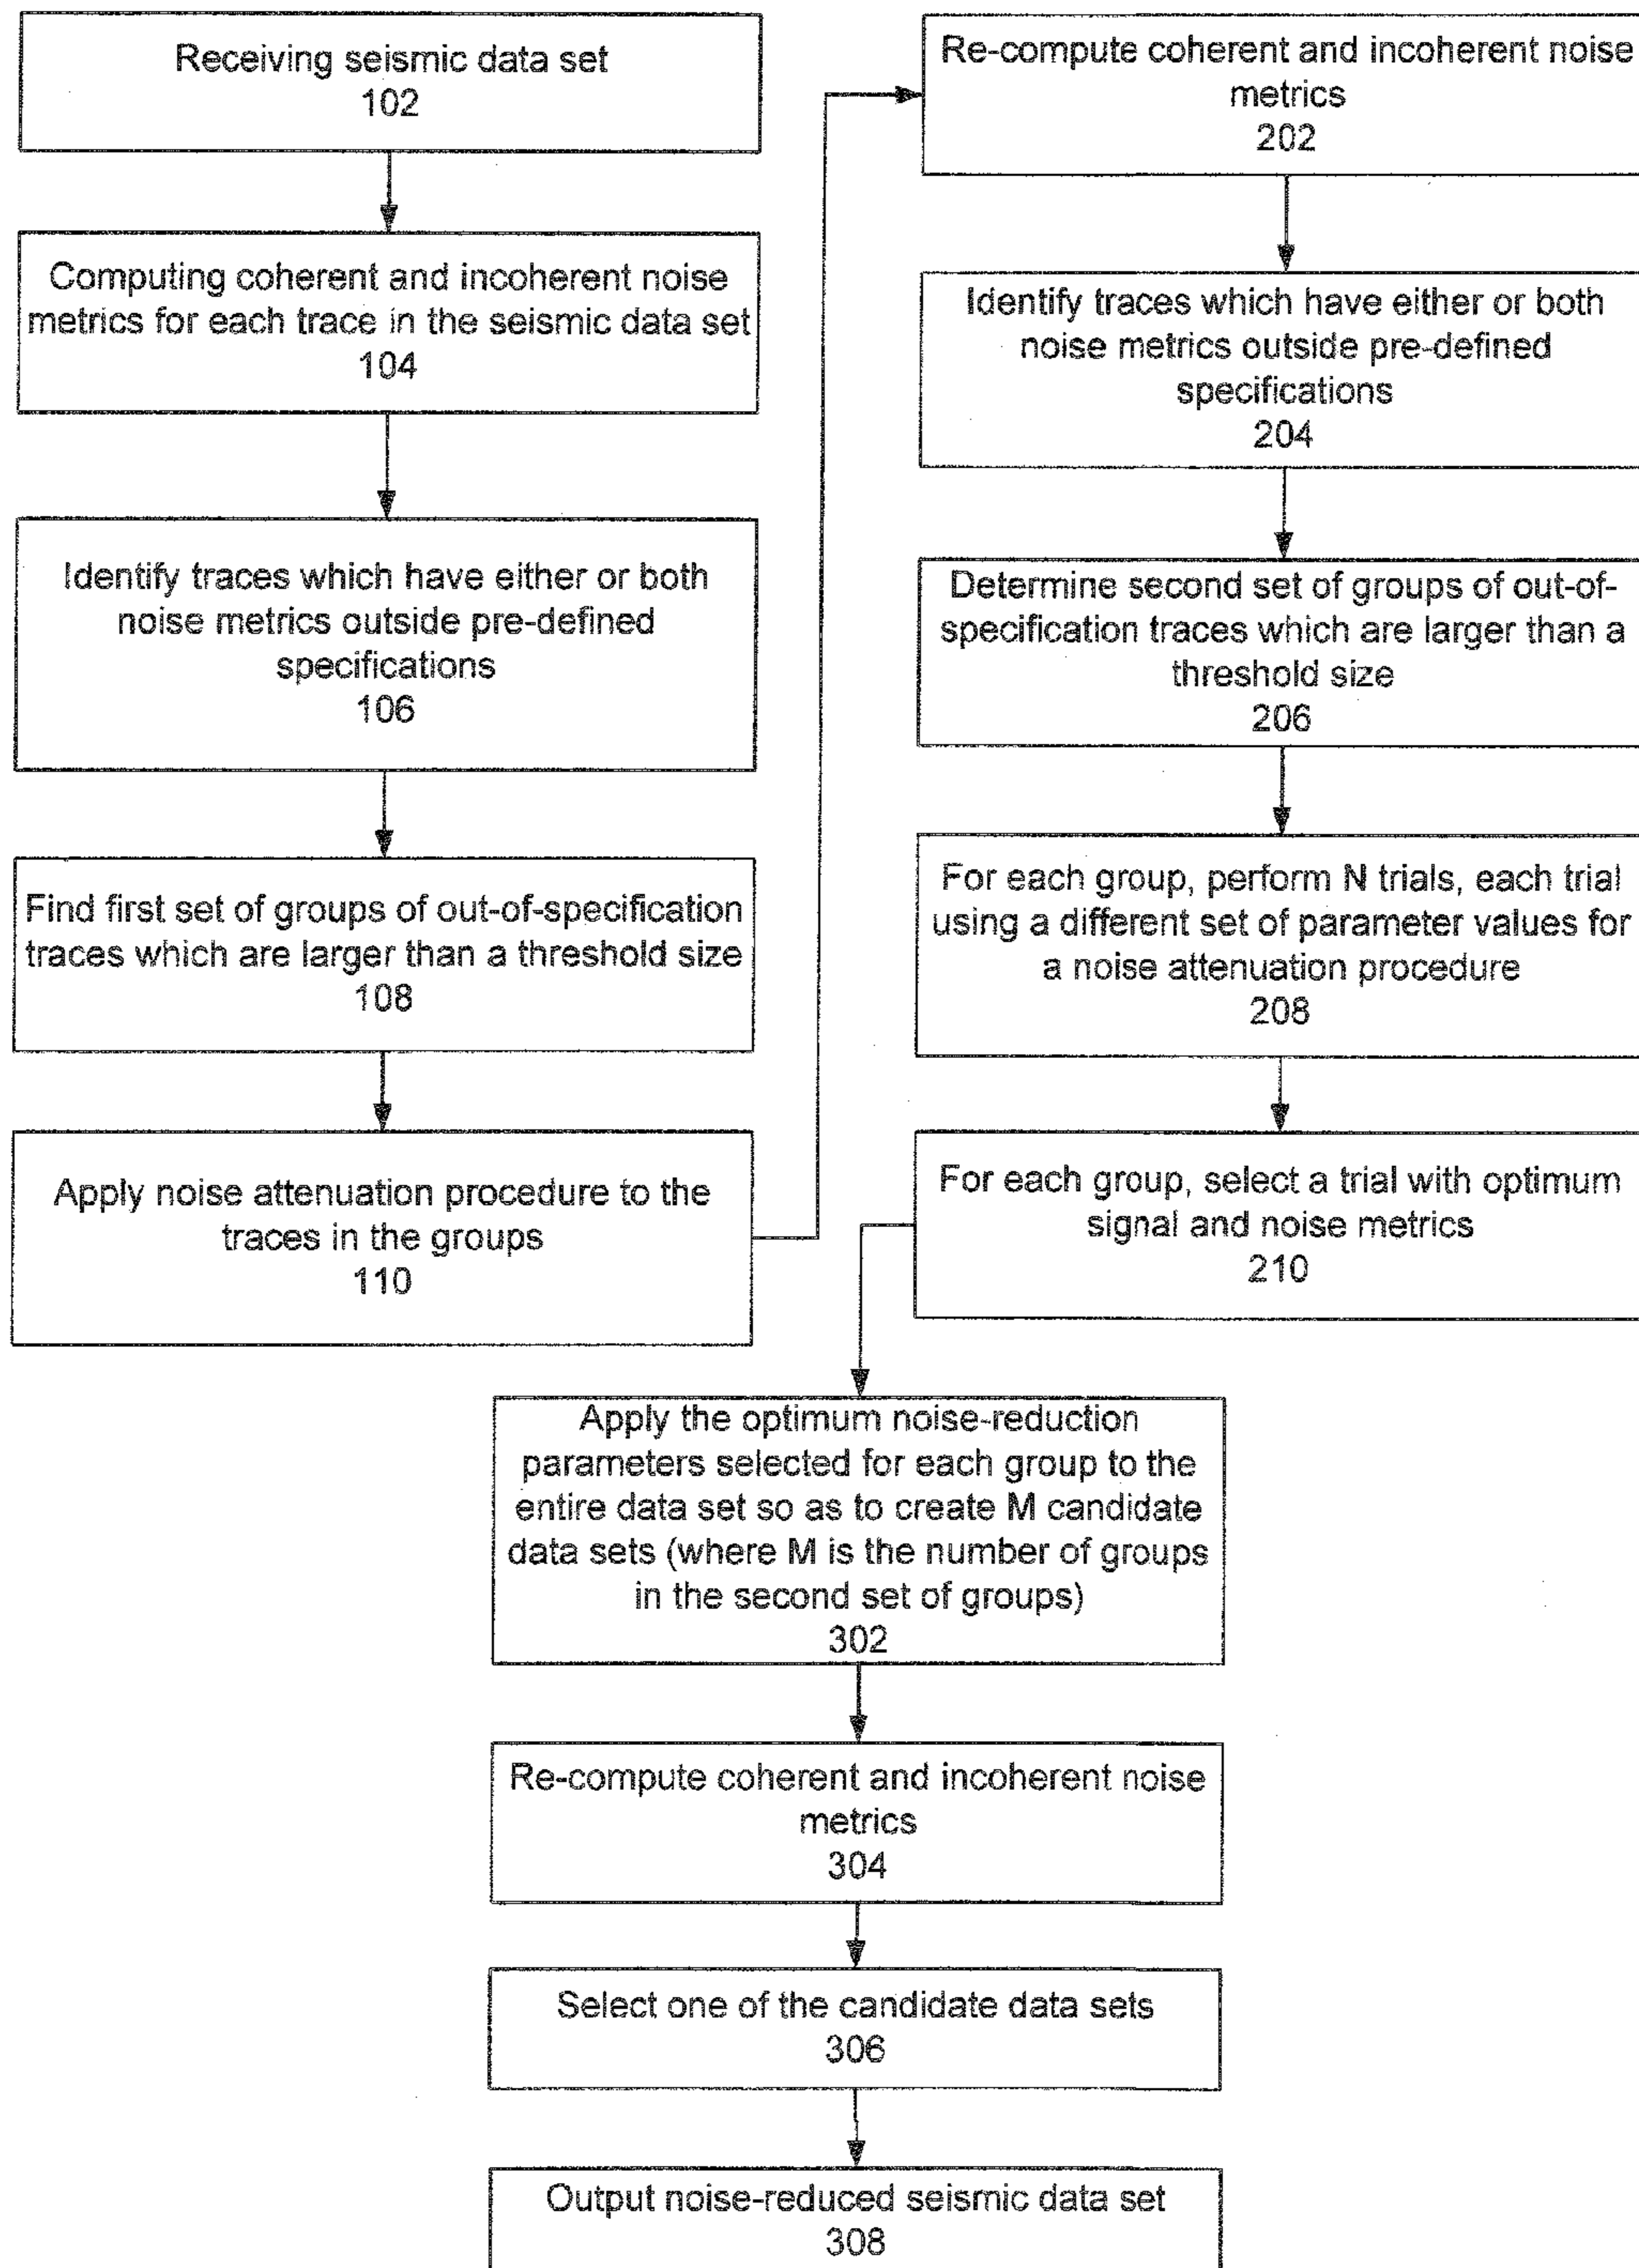 Receiving seismic data set
102
Computing coherent and incoherent noise
metrics for each trace in the seismic data set
104
Identify traces which have either or both
noise metrics outside pre-defined
specifications
106
Find first set of groups of out-of-specification
traces which are larger than a threshold size
108
Apply noise attenuation procedure to the
traces in the groups
110
Re-compute coherent and incoherent noise
metrics
202
Identify traces which have either or both
noise metrics outside pre-defined
specifications
204
Determine second set of groups of out-of-
specification traces which are larger than a
threshold size
206
For each group, perform N trials, each trial
using a different set of parameter values for
a noise attenuation procedure
208
For each group, select a trial with optimum
signal and noise metrics
210
Apply the optimum noise-reduction
parameters selected for each group to the
entire data set so as to create M candidate
data sets (where M is the number of groups
in the second set of groups)
302
Re-compute coherent and incoherent noise
metrics
304
Select one of the candidate data sets
306
Output noise-reduced seismic data set
308